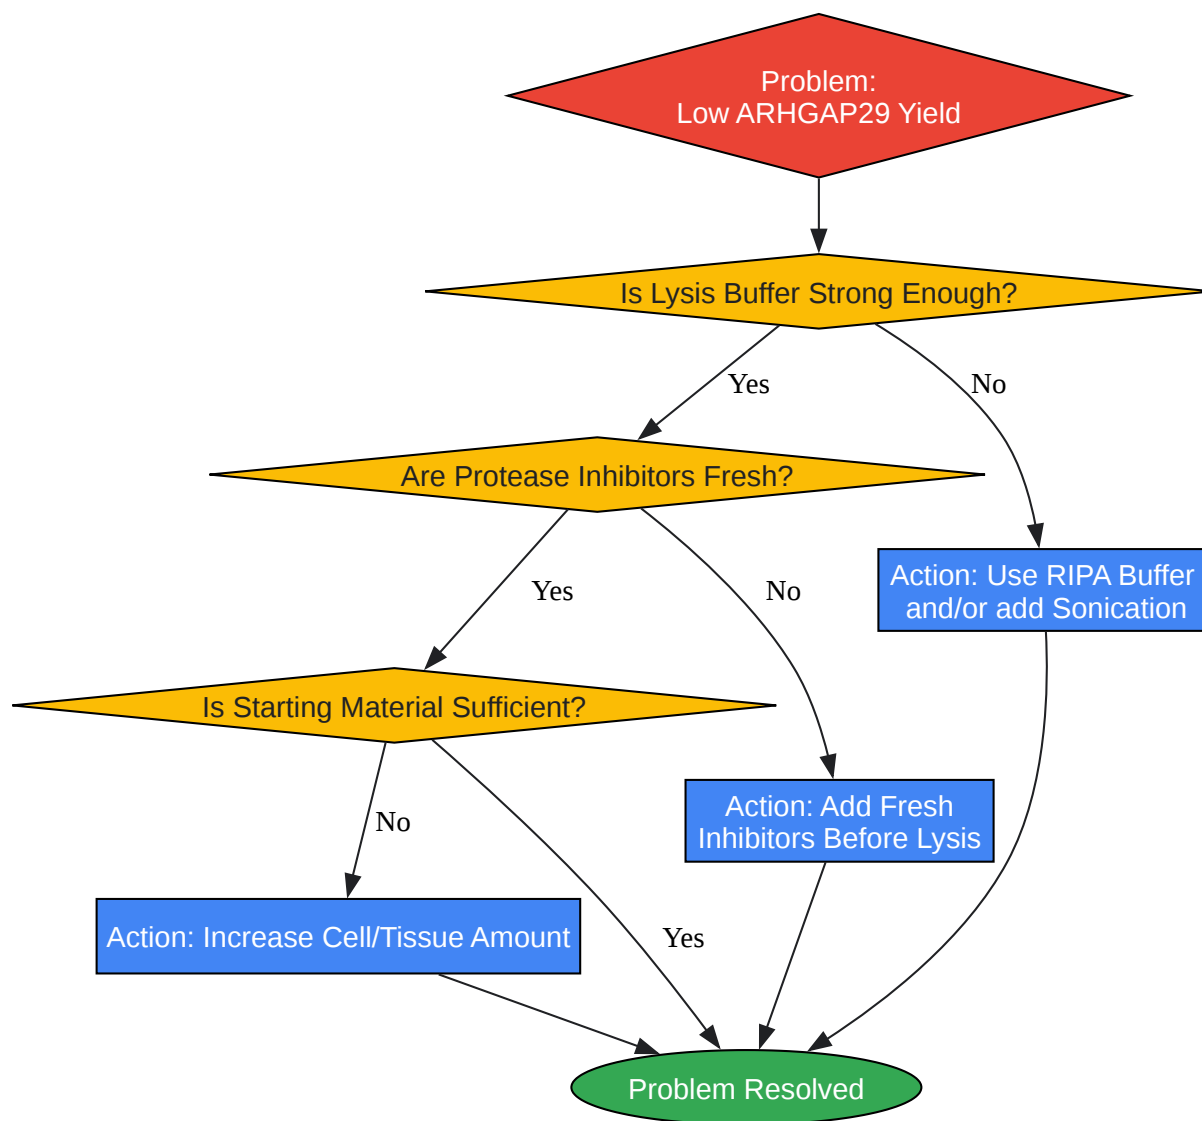 Problem:
Low ARHGAP29 Yield
Is Lysis Buffer Strong Enough?
Yes
No
Are Protease Inhibitors Fresh?
Yes
No
Action: Use RIPA Buffer
and/or add Sonication
Is Starting Material Sufficient?
No
Yes
Action: Add Fresh
Inhibitors Before Lysis
Action: Increase Cell/Tissue Amount
Problem Resolved